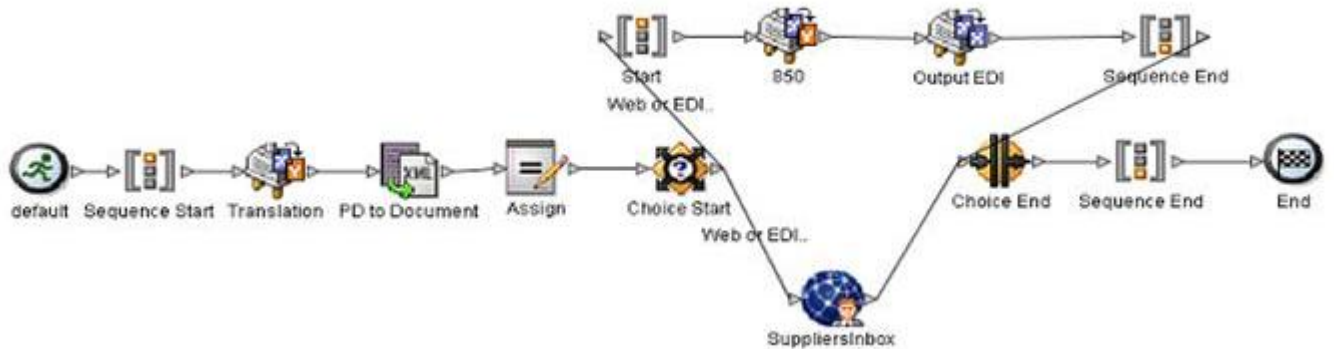 Start
850
Output EDI
Sequence End
Web or EDI..
default
Sequence Start
Translation
XML
PD to Document
Assign
Choice Start
Choice End
Sequence End
End
Web or EDI..
SuppliersInbox